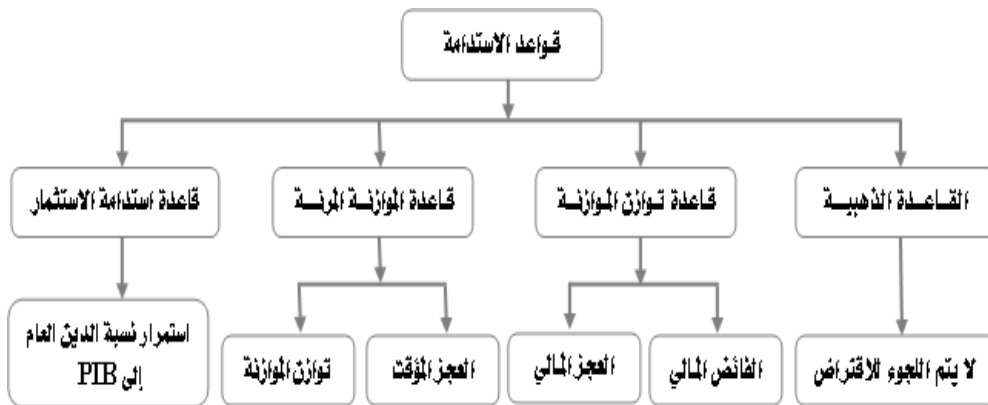 قواعد الاستدامة
القاعدة الذهبية
قاعدة توازن الموازنة
قاعدة الموازنة المرنة
قاعدة استدامة الاستثمار
لا يتم اللجوء للاقتراض
الفائض المالي
العجز المالي
العجز المؤقت
توازن الموازنة
استمرار نسبة الدين العام
إلى PIB